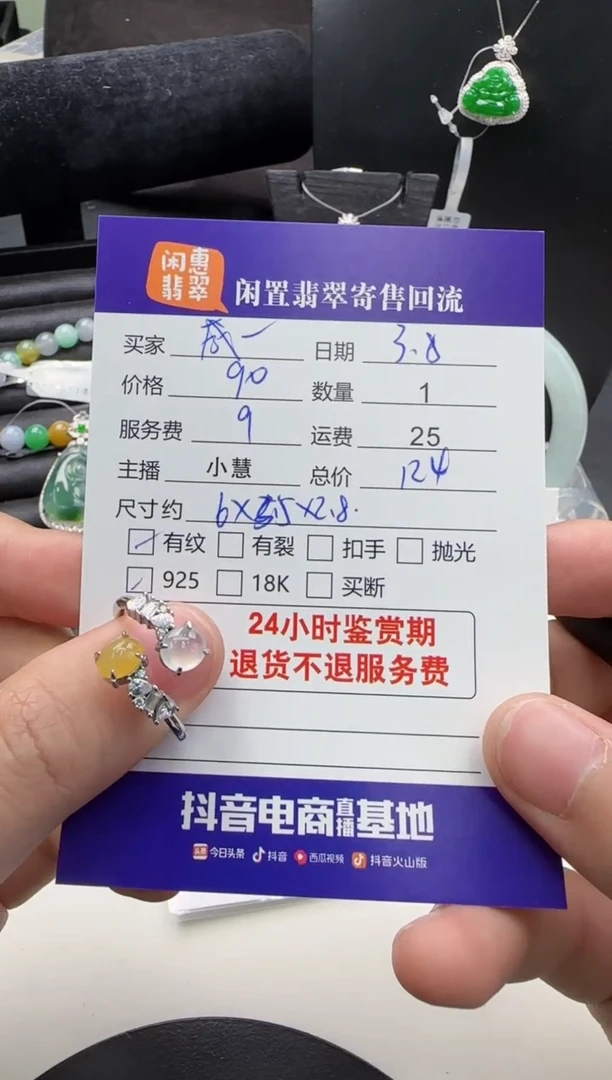 闲惠
翡翠
闲置翡翠寄售回流
买家 一 日期 3.8
价格 90 数量 1
服务费 9 运费 25
主播 小慧 总价 124
尺寸约 6X5.5X2.8.
有纹 有裂 扣手 抛光
925 18K 买断
24小时鉴赏期
退货不退服务费
抖音电商直播基地
头条 今日头条 抖音 西瓜视频 抖音火山版